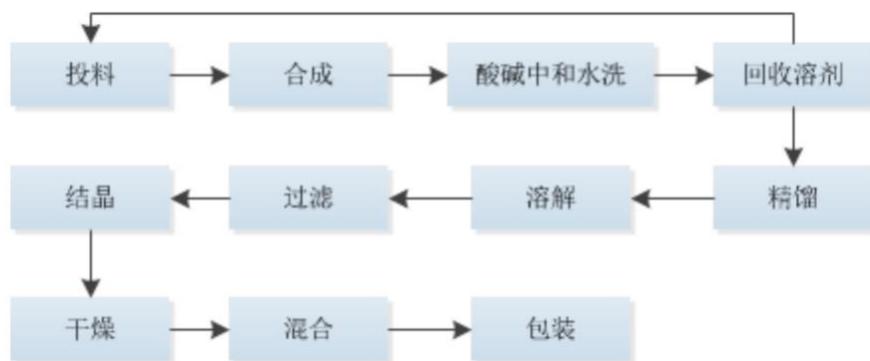 投料
合成
酸碱中和水洗
回收溶剂
结晶
过滤
溶解
精馏
干燥
混合
包装